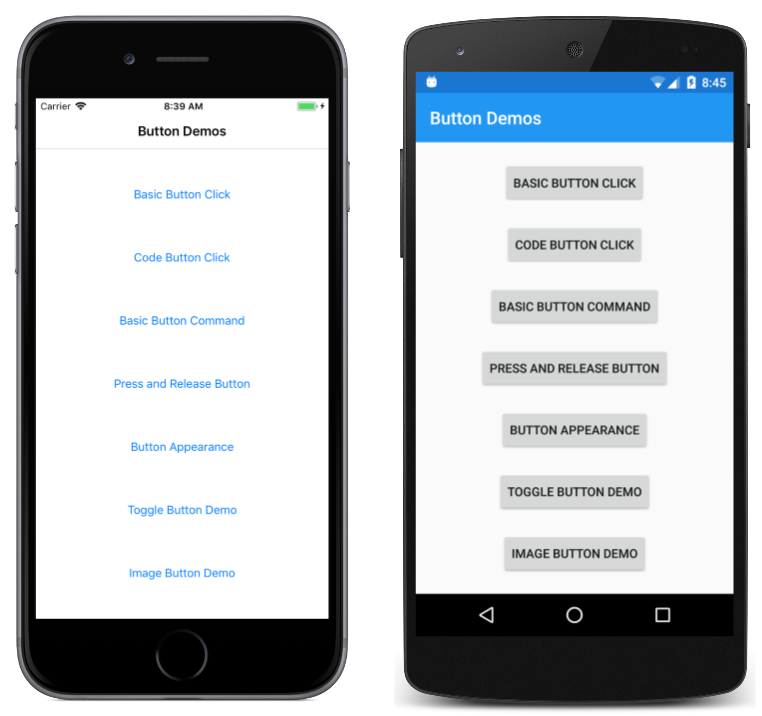 Carrier 8:39 AM
Button Demos
Basic Button Click
Code Button Click
Basic Button Command
Press and Release Button
Button Appearance
Toggle Button Demo
Image Button Demo
8:45
Button Demos
BASIC BUTTON CLICK
CODE BUTTON CLICK
BASIC BUTTON COMMAND
PRESS AND RELEASE BUTTON
BUTTON APPEARANCE
TOGGLE BUTTON DEMO
IMAGE BUTTON DEMO